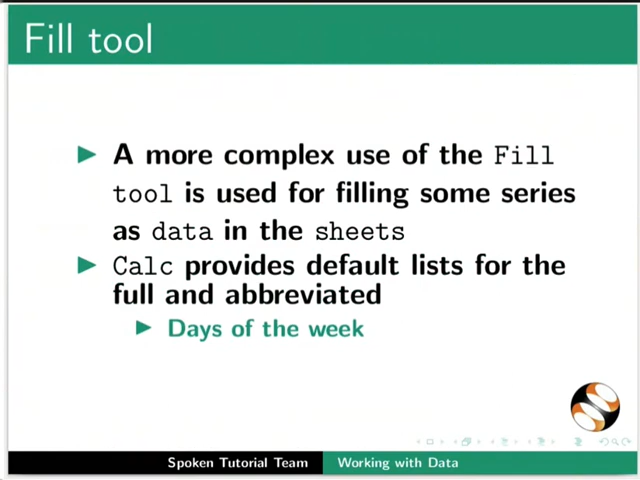 Fill tool
A more complex use of the Fill
tool is used for filling some series
as data in the sheets
Calc provides default lists for the
full and abbreviated
Days of the week
Spoken Tutorial Team
Working with Data